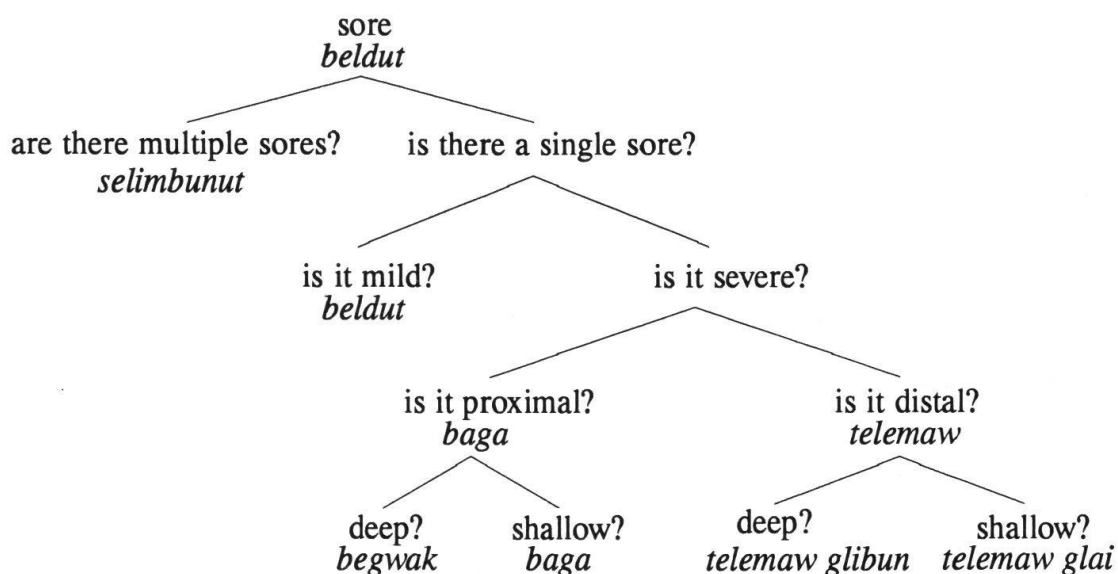 sore
beldut
are there multiple sores? is there a single sore?
selimbunut
is it mild? is it severe?
beldut
is it proximal? is it distal?
baga telemaw
deep? shallow? deep? shallow?
begwak baga telemaw glibun telemaw glai